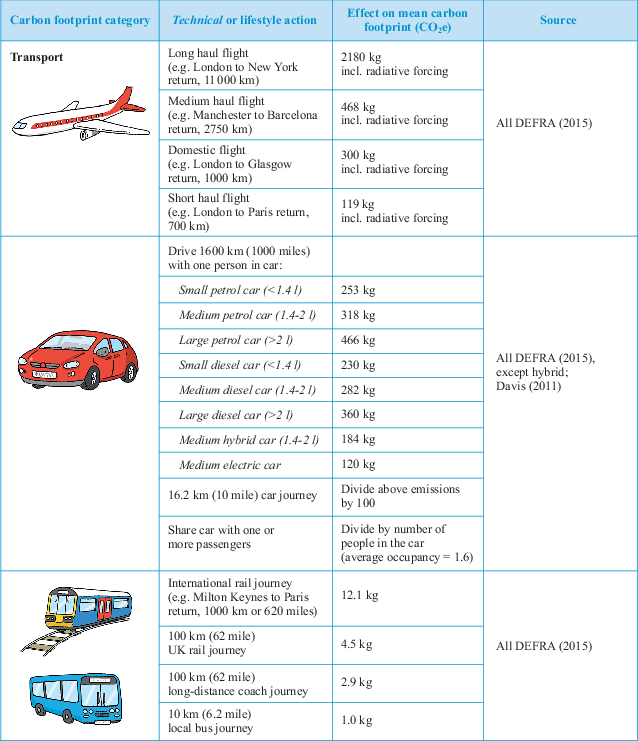 Carbon footprint category
Technical or lifestyle action
Effect on mean carbon
footprint (CO₂e)
Source
Transport
Long haul flight
(e.g. London to New York
return, 11 000 km)
2180 kg
incl. radiative forcing
Medium haul flight
(e.g. Manchester to Barcelona
return, 2750 km)
468 kg
incl. radiative forcing
Domestic flight
(e.g. London to Glasgow
return, 1000 km)
300 kg
incl. radiative forcing
Short haul flight
(e.g. London to Paris return,
700 km)
119 kg
incl. radiative forcing
All DEFRA (2015)
Drive 1600 km (1000 miles)
with one person in car:
Small petrol car (<1.4 l)
253 kg
Medium petrol car (1.4-2 l)
318 kg
Large petrol car (>2 l)
466 kg
Small diesel car (<1.4 l)
230 kg
Medium diesel car (1.4-2 l)
282 kg
Large diesel car (>2 l)
360 kg
Medium hybrid car (1.4-2 l)
184 kg
Medium electric car
120 kg
16.2 km (10 mile) car journey
Divide above emissions
by 100
Share car with one or
more passengers
Divide by number of
people in the car
(average occupancy = 1.6)
All DEFRA (2015),
except hybrid;
Davis (2011)
International rail journey
(e.g. Milton Keynes to Paris
return, 1000 km or 620 miles)
12.1 kg
100 km (62 mile)
UK rail journey
4.5 kg
100 km (62 mile)
long-distance coach journey
2.9 kg
10 km (6.2 mile)
local bus journey
1.0 kg
All DEFRA (2015)